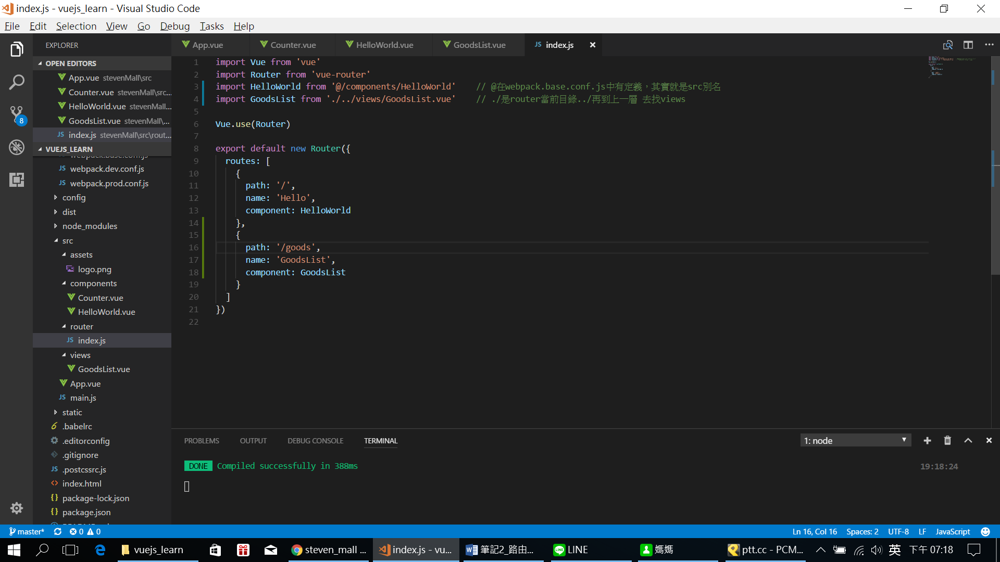 index.js - vuejs_learn - Visual Studio Code
File Edit Selection View Go Debug Tasks Help
EXPLORER
OPEN EDITORS
App.vue stevenMall\src
Counter.vue stevenMall\src...
HelloWorld.vue stevenMall...
GoodsList.vue stevenMall\...
index.js stevenMall\src\rout...
VUEJS_LEARN
webpack.base.conf.js
webpack.dev.conf.js
webpack.prod.conf.js
config
dist
node_modules
src
assets
logo.png
components
Counter.vue
HelloWorld.vue
router
index.js
views
GoodsList.vue
App.vue
main.js
static
.babelrc
.editorconfig
.gitignore
.postcssrc.js
index.html
package-lock.json
package.json
8
App.vue Counter.vue HelloWorld.vue GoodsList.vue index.js
1 import Vue from 'vue'
2 import Router from 'vue-router'
3 import HelloWorld from '@/components/HelloWorld' // @在webpack.base.conf.js中有定義，其實就是src別名
4 import GoodsList from './../views/GoodsList.vue' // ./是router當前目錄../再到上一層 去找views
5
6 Vue.use(Router)
7
8 export default new Router({
9 routes: [
10 {
11 path: '/',
12 name: 'Hello',
13 component: HelloWorld
14 },
15 {
16 path: '/goods',
17 name: 'GoodsList',
18 component: GoodsList
19 }
20 ]
21 })
22
PROBLEMS OUTPUT DEBUG CONSOLE TERMINAL 1: node
DONE Compiled successfully in 388ms 19:18:24
master* 0 0 Ln 16, Col 16 Spaces: 2 UTF-8 LF JavaScript
vuejs_learn steven_mall ... index.js - vu... 筆記2_路由... LINE 媽媽 ptt.cc - PCM... 英 下午 07:18